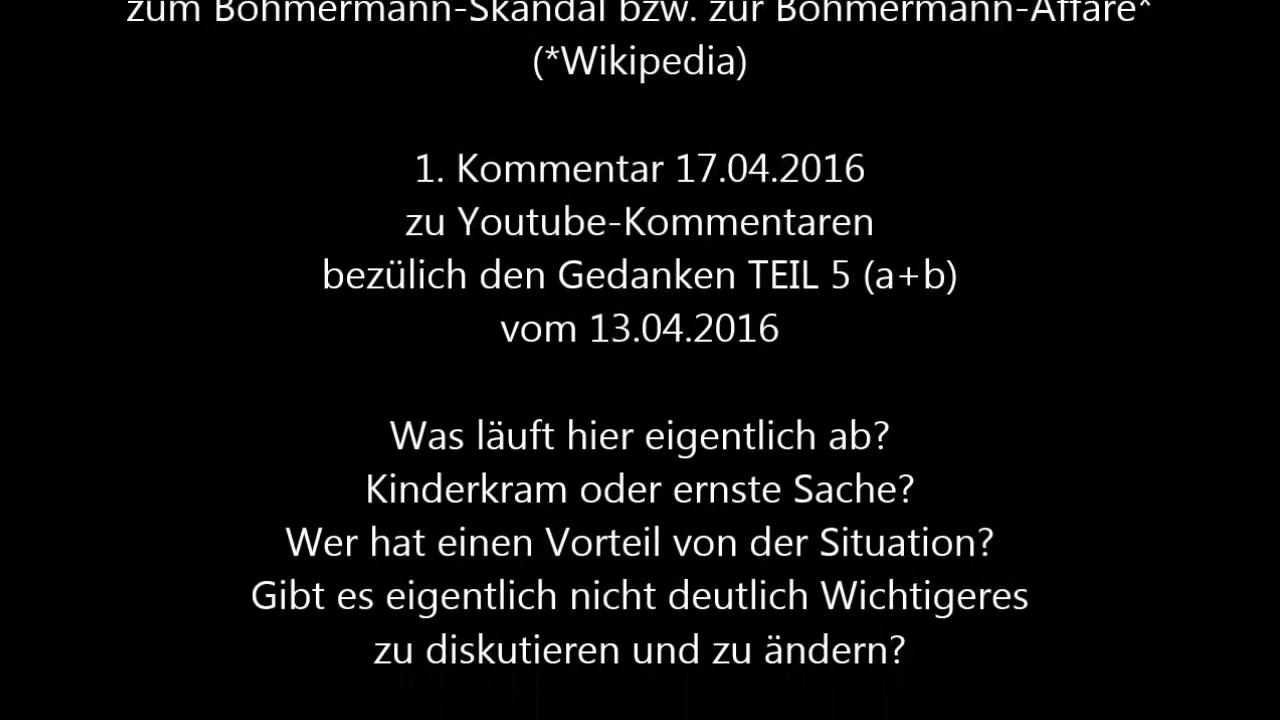 zum Böhmermann-Skandal bzw. zur Böhmermann-Affäre*
(*Wikipedia)
1. Kommentar 17.04.2016
zu Youtube-Kommentaren
bezülich den Gedanken TEIL 5 (a+b)
vom 13.04.2016
Was läuft hier eigentlich ab?
Kinderkram oder ernste Sache?
Wer hat einen Vorteil von der Situation?
Gibt es eigentlich nicht deutlich Wichtigeres
zu diskutieren und zu ändern?